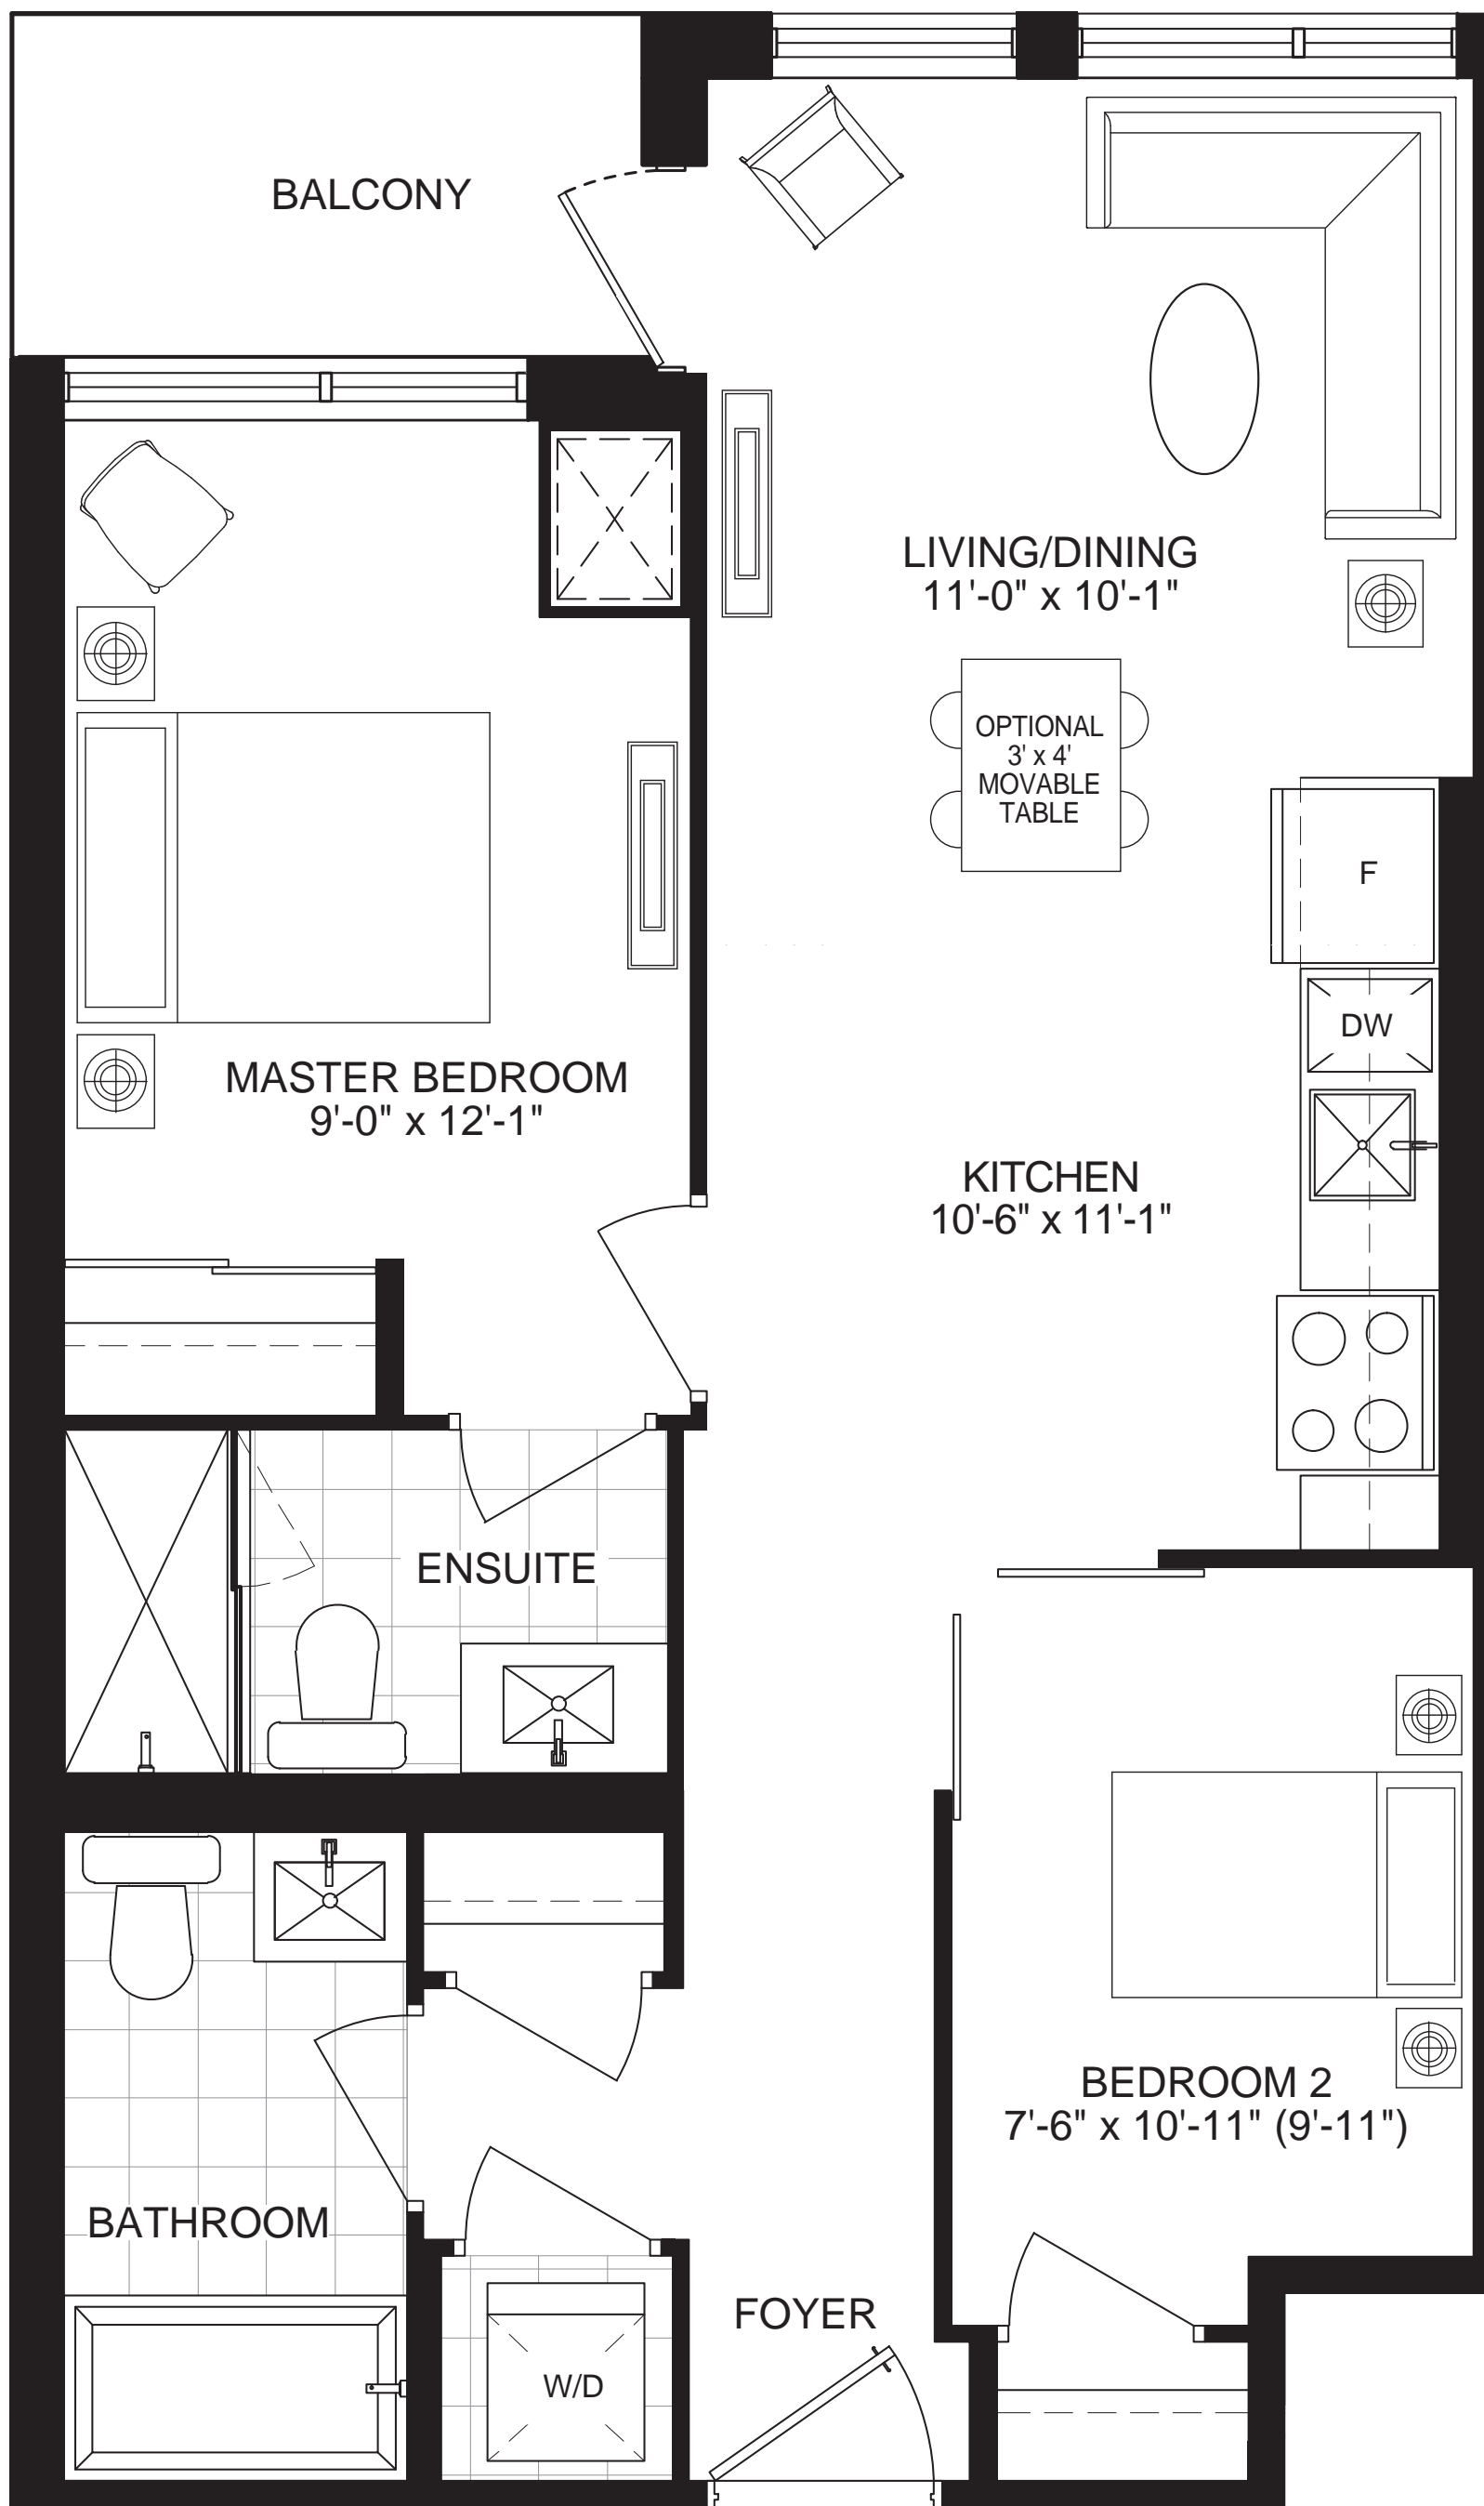 BALCONY
LIVING/DINING
11'-0" x 10'-1"
OPTIONAL
3' x 4'
MOVABLE
TABLE
F
DW
MASTER BEDROOM
9'-0" x 12'-1"
KITCHEN
10'-6" x 11'-1"
ENSUITE
BEDROOM 2
7'-6" x 10'-11" (9'-11")
BATHROOM
FOYER
W/D